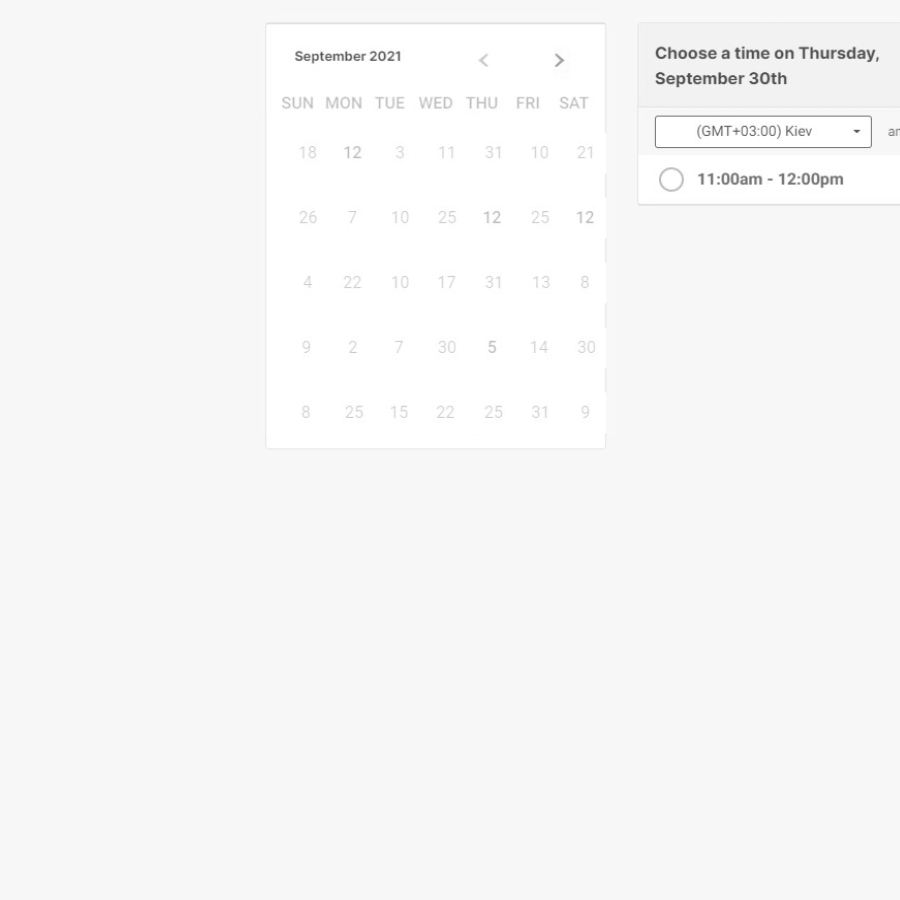 September 2021
SUN MON TUE WED THU FRI SAT
18 12 3 11 31 10 21
26 7 10 25 12 25 12
4 22 10 17 31 13 8
9 2 7 30 5 14 30
8 25 15 22 25 31 9
Choose a time on Thursday,
September 30th
(GMT+03:00) Kiev
11:00am - 12:00pm